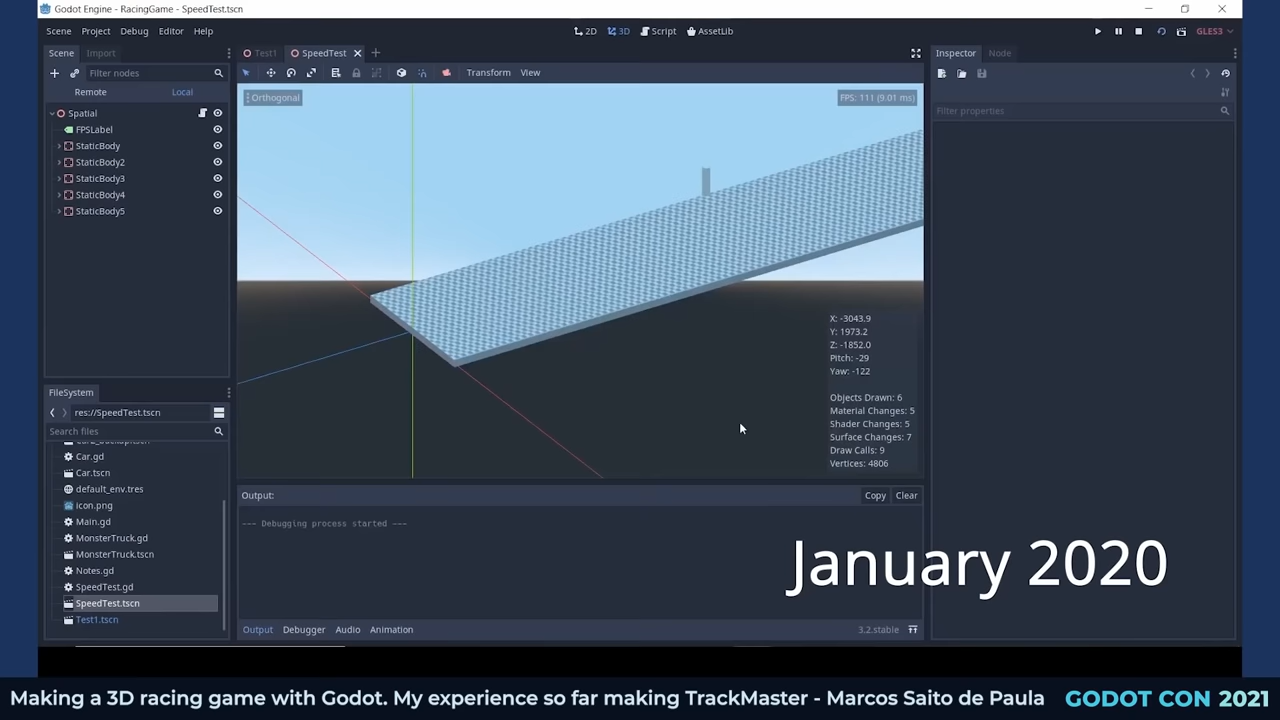 Godot Engine - RacingGame - SpeedTest.tscn
Scene Project Debug Editor Help
2D 3D Script AssetLib
GLES3
Scene Import
Filter nodes
Remote Local
Spatial
FPSLabel
StaticBody
StaticBody2
StaticBody3
StaticBody4
StaticBody5
FileSystem
res://SpeedTest.tscn
Search files
Car.gd
Car.tscn
default_env.tres
icon.png
Main.gd
MonsterTruck.gd
MonsterTruck.tscn
Notes.gd
SpeedTest.gd
SpeedTest.tscn
Test1.tscn
Test1 SpeedTest
Transform View
Orthogonal
FPS: 111 (9.01 ms)
X: -3043.9
Y: 1973.2
Z: -1852.0
Pitch: -29
Yaw: -122
Objects Drawn: 6
Material Changes: 5
Shader Changes: 5
Surface Changes: 7
Draw Calls: 9
Vertices: 4806
Output:
Copy Clear
--- Debugging process started ---
Output Debugger Audio Animation
3.2.stable
Inspector Node
Filter properties
January 2020
Making a 3D racing game with Godot. My experience so far making TrackMaster - Marcos Saito de Paula
GODOT CON 2021